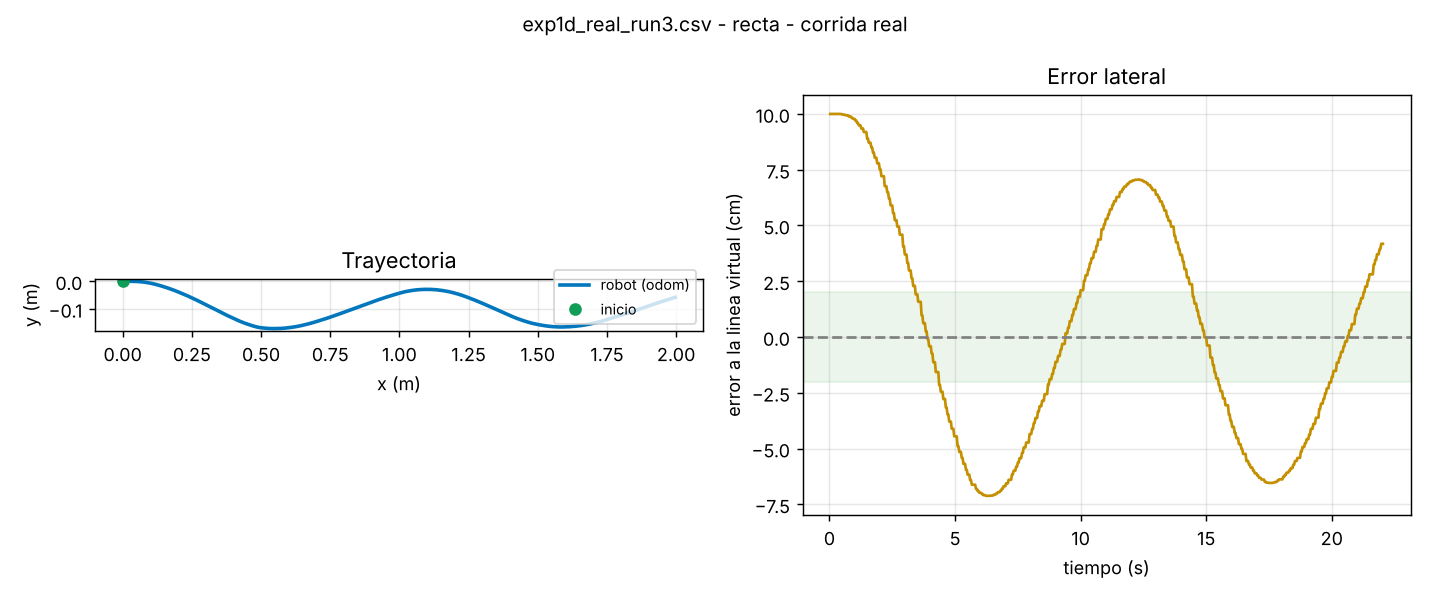 exp1d_real_run3.csv - recta - corrida real
Trayectoria
y (m)
0.0
−0.1
robot (odom)
inicio
0.00 0.25 0.50 0.75 1.00 1.25 1.50 1.75 2.00
x (m)
Error lateral
error a la linea virtual (cm)
10.0
7.5
5.0
2.5
0.0
−2.5
−5.0
−7.5
0 5 10 15 20
tiempo (s)